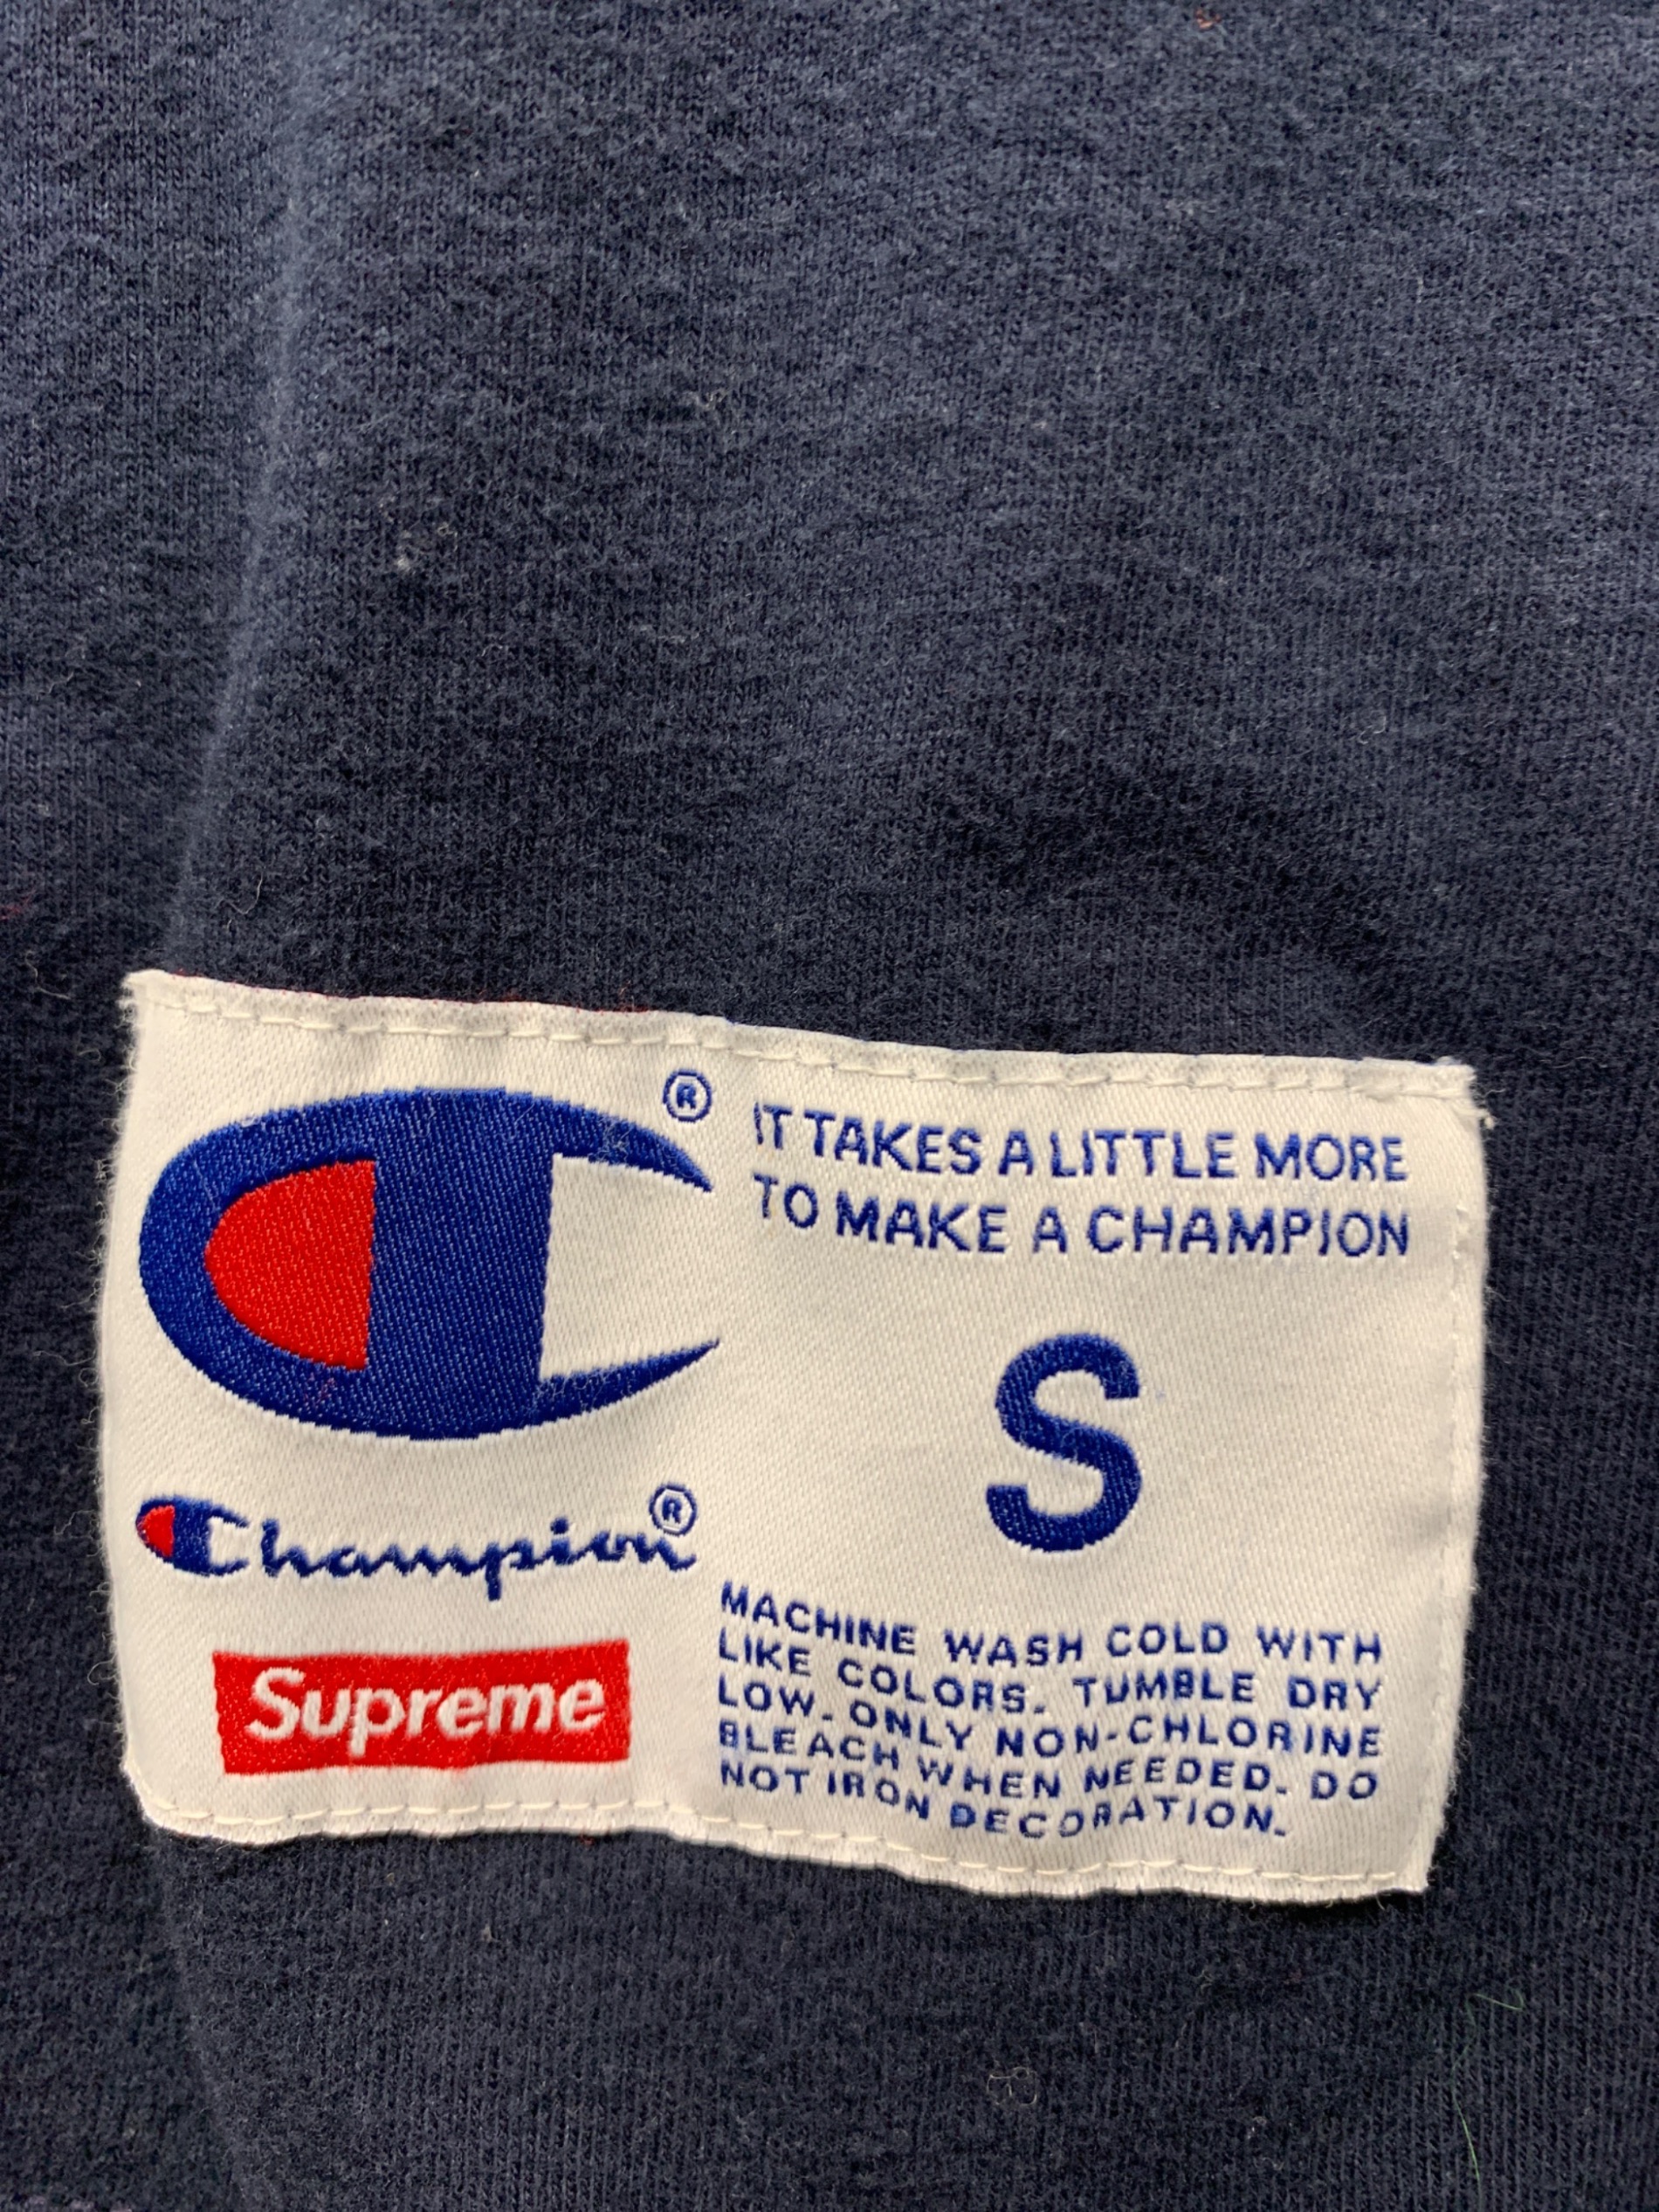 ®
IT TAKES A LITTLE MORE
TO MAKE A CHAMPION
S
Champion®
Supreme
MACHINE WASH COLD WITH
LIKE COLORS. TUMBLE DRY
LOW. ONLY NON-CHLORINE
BLEACH WHEN NEEDED. DO
NOT IRON DECORATION.